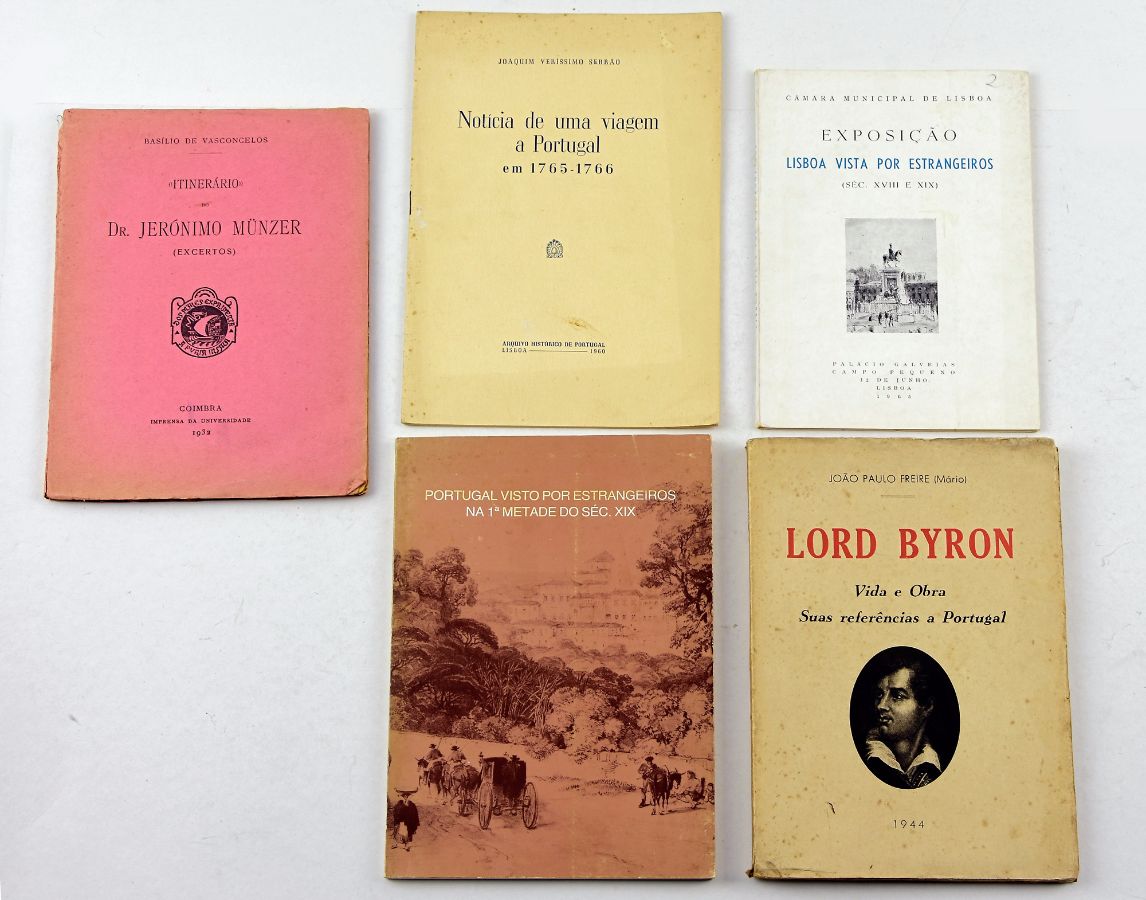 BASÍLIO DE VASCONCELOS
«ITINERÁRIO»
DO
DR. JERÓNIMO MÜNZER
(EXCERTOS)
COIMBRA
IMPRENSA DA UNIVERSIDADE
1932
JOAQUIM VERÍSSIMO SERRÃO
Notícia de uma viagem
a Portugal
em 1765-1766
ARQUIVO HISTÓRICO DE PORTUGAL
LISBOA 1960
2
CÂMARA MUNICIPAL DE LISBOA
EXPOSIÇÃO
LISBOA VISTA POR ESTRANGEIROS
(SÉC. XVIII E XIX)
PALÁCIO GALVEIAS
CAMPO PEQUENO
12 DE JUNHO
LISBOA
PORTUGAL VISTO POR ESTRANGEIROS
NA 1ª METADE DO SÉC. XIX
JOÃO PAULO FREIRE (Mário)
LORD BYRON
Vida e Obra
Suas referências a Portugal
1944